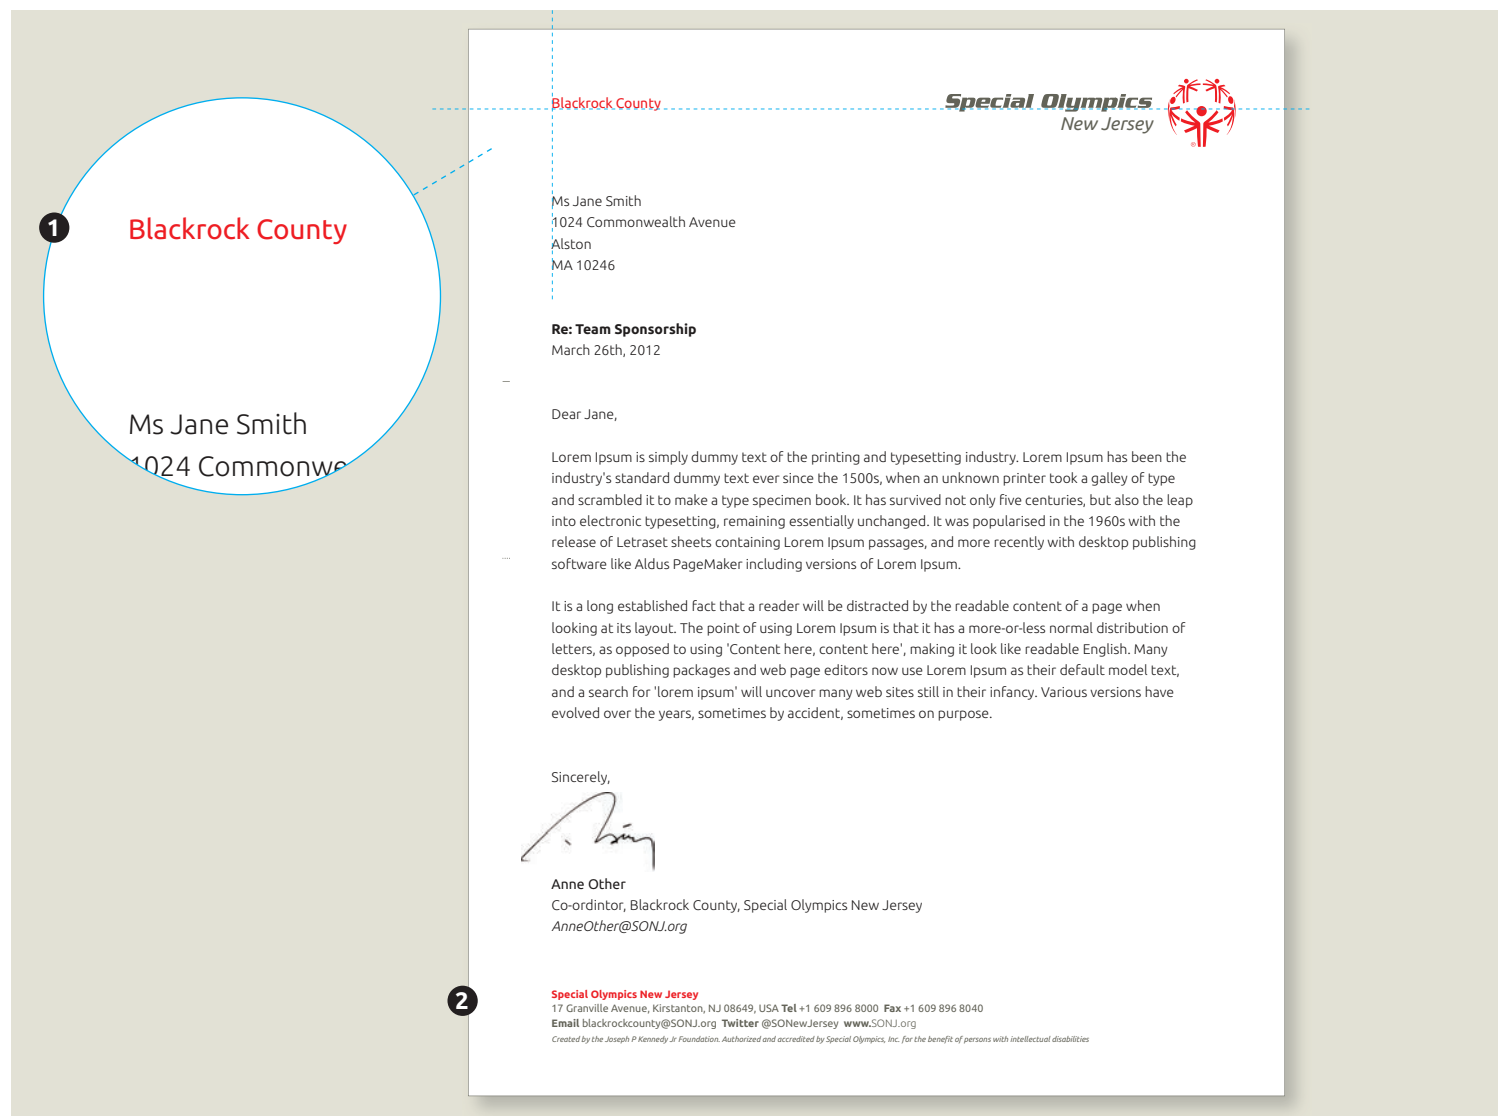 Blackrock County
Special Olympics
New Jersey
Ms Jane Smith
1024 Commonwealth Avenue
Alston
MA 10246
Re: Team Sponsorship
March 26th, 2012
Dear Jane,
Lorem Ipsum is simply dummy text of the printing and typesetting industry. Lorem Ipsum has been the
industry's standard dummy text ever since the 1500s, when an unknown printer took a galley of type
and scrambled it to make a type specimen book. It has survived not only five centuries, but also the leap
into electronic typesetting, remaining essentially unchanged. It was popularised in the 1960s with the
release of Letraset sheets containing Lorem Ipsum passages, and more recently with desktop publishing
software like Aldus PageMaker including versions of Lorem Ipsum.
It is a long established fact that a reader will be distracted by the readable content of a page when
looking at its layout. The point of using Lorem Ipsum is that it has a more-or-less normal distribution of
letters, as opposed to using 'Content here, content here', making it look like readable English. Many
desktop publishing packages and web page editors now use Lorem Ipsum as their default model text,
and a search for 'lorem ipsum' will uncover many web sites still in their infancy. Various versions have
evolved over the years, sometimes by accident, sometimes on purpose.
Sincerely,
Anne Other
Co-ordintor, Blackrock County, Special Olympics New Jersey
AnneOther@SONJ.org
2
Special Olympics New Jersey
17 Granville Avenue, Kirstanton, NJ 08649, USA Tel +1 609 896 8000 Fax +1 609 896 8040
Email blackrockcounty@SONJ.org Twitter @SONewJersey www.SONJ.org
Created by the Joseph P Kennedy Jr Foundation. Authorized and accredited by Special Olympics, Inc. for the benefit of persons with intellectual disabilities
1
Blackrock County
Ms Jane Smith
1024 Commonwe